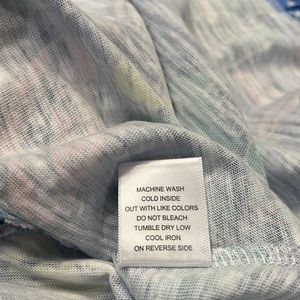 MACHINE WASH
COLD INSIDE
OUT WITH LIKE COLORS
DO NOT BLEACH
TUMBLE DRY LOW
COOL IRON
ON REVERSE SIDE